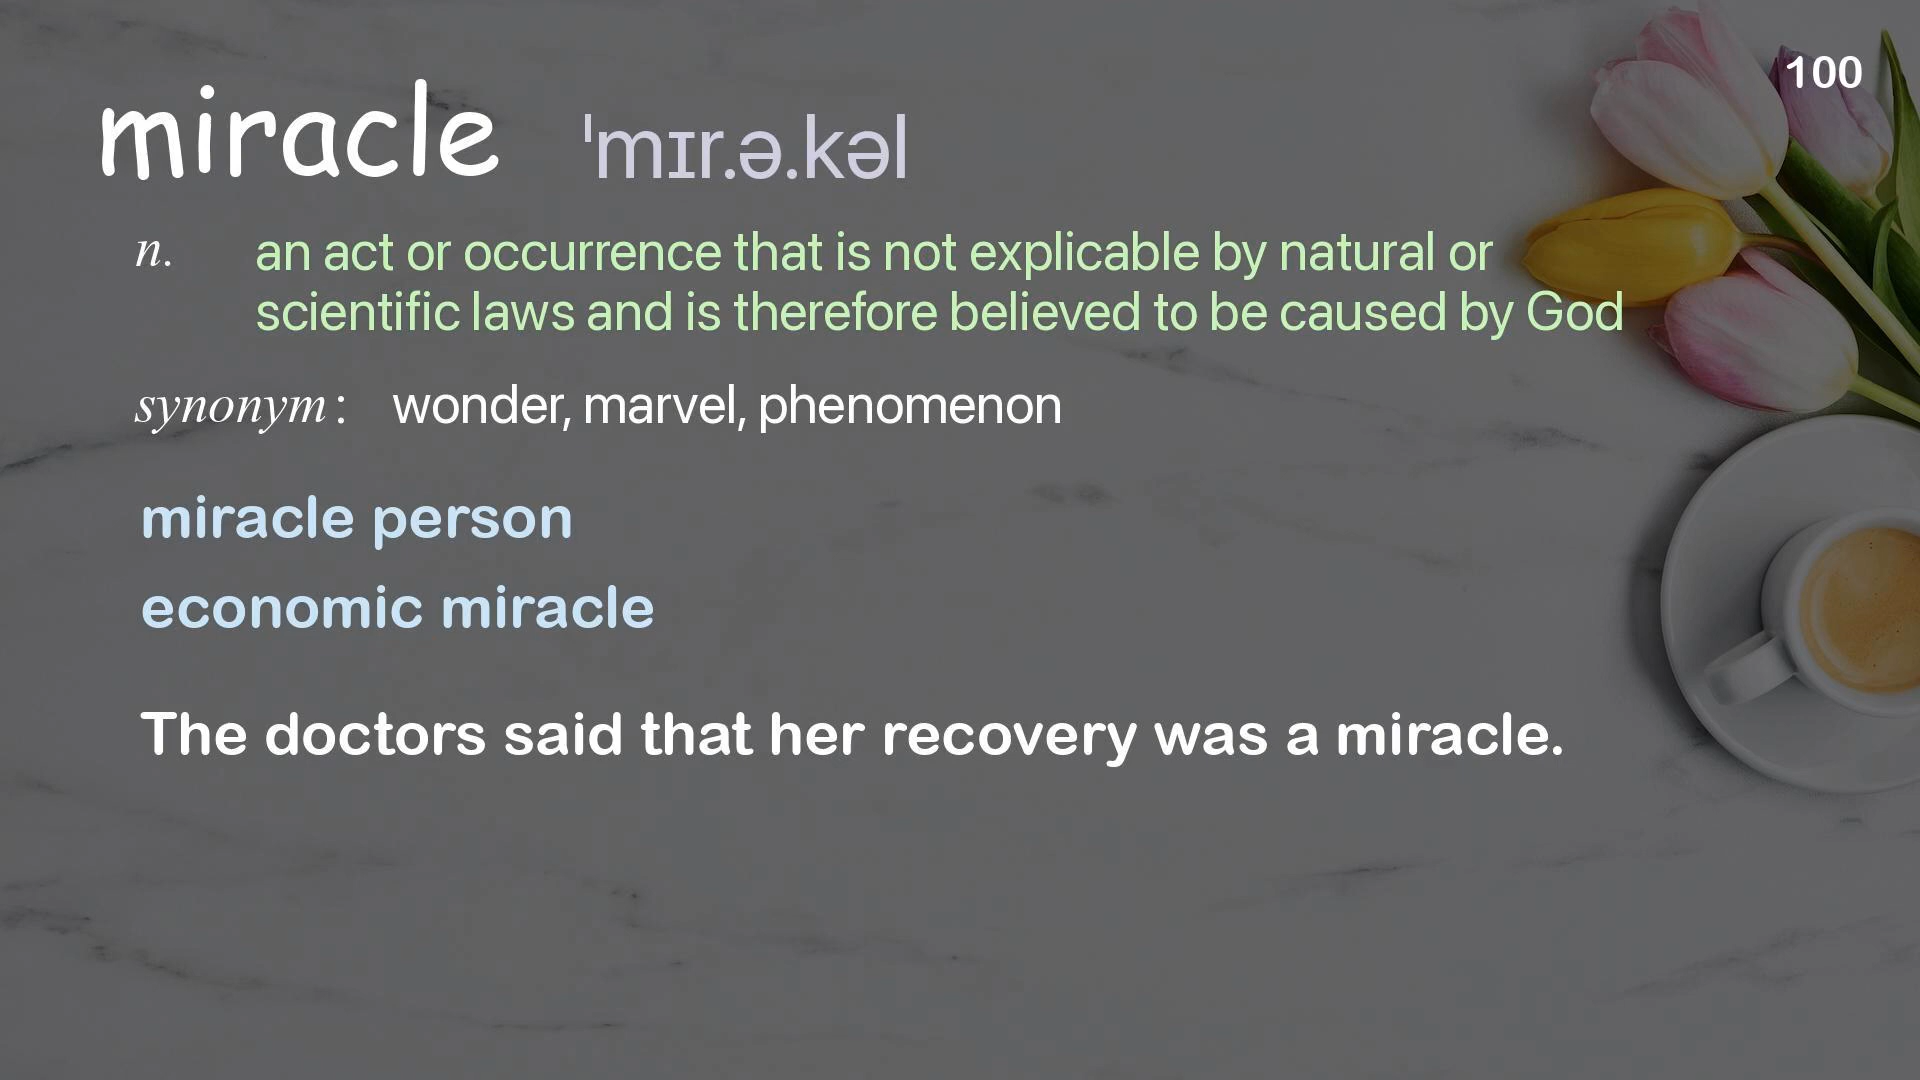 100
miracle ˈmɪr.ə.kəl
n. an act or occurrence that is not explicable by natural or
scientific laws and is therefore believed to be caused by God
synonym: wonder, marvel, phenomenon
miracle person
economic miracle
The doctors said that her recovery was a miracle.